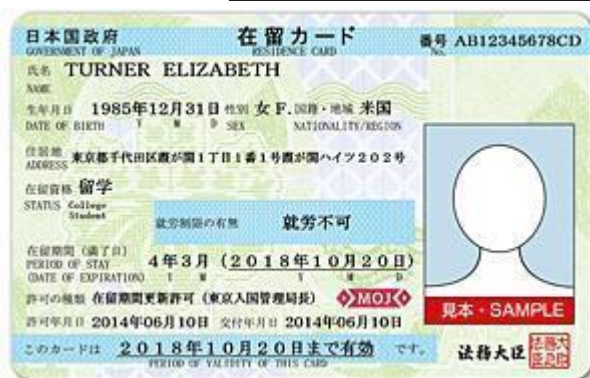 日本国政府 在留カード 番号 AB12345678CD
GOVERNMENT OF JAPAN RESIDENCE CARD No.
氏名 TURNER ELIZABETH
NAME
生年月日 1985年12月31日 性別 女 F. 国籍・地域 米国
DATE OF BIRTH Y M D SEX NATIONALITY/REGION
住居地 東京都千代田区霞が関1丁目1番1号霞が関ハイツ202号
ADDRESS
在留資格 留学
STATUS College
Student
就労制限の有無 就労不可
在留期間(満了日) 4年3月(2018年10月20日)
PERIOD OF STAY
(DATE OF EXPIRATION) Y M Y M D
許可の種類 在留期間更新許可(東京入国管理局長) MOJ
見本・SAMPLE
許可年月日 2014年06月10日 交付年月日 2014年06月10日
このカードは 2018年10月20日まで有効 です。 法務大臣
PERIOD OF VALIDITY OF THIS CARD